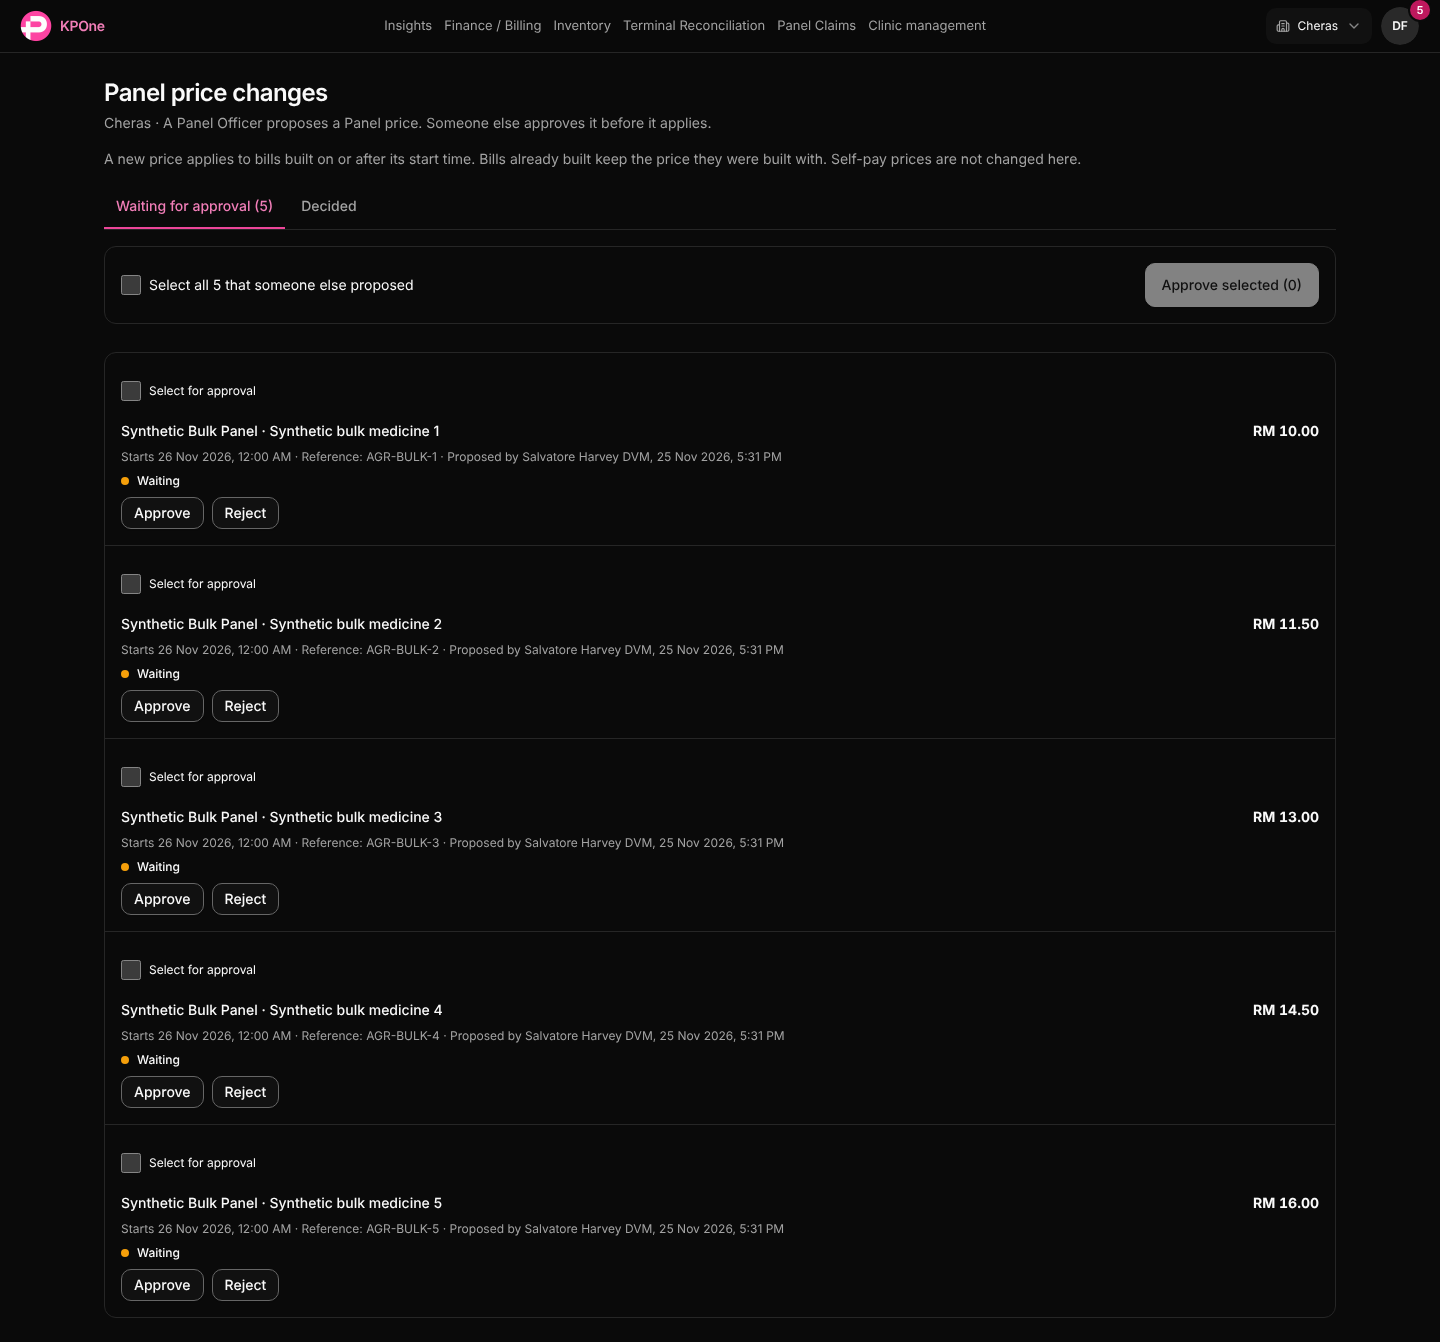 KPOne
Insights Finance / Billing Inventory Terminal Reconciliation Panel Claims Clinic management
Cheras
DF
5
Panel price changes
Cheras · A Panel Officer proposes a Panel price. Someone else approves it before it applies.
A new price applies to bills built on or after its start time. Bills already built keep the price they were built with. Self-pay prices are not changed here.
Waiting for approval (5) Decided
Select all 5 that someone else proposed Approve selected (0)
Select for approval
Synthetic Bulk Panel · Synthetic bulk medicine 1 RM 10.00
Starts 26 Nov 2026, 12:00 AM · Reference: AGR-BULK-1 · Proposed by Salvatore Harvey DVM, 25 Nov 2026, 5:31 PM
Waiting
Approve Reject
Select for approval
Synthetic Bulk Panel · Synthetic bulk medicine 2 RM 11.50
Starts 26 Nov 2026, 12:00 AM · Reference: AGR-BULK-2 · Proposed by Salvatore Harvey DVM, 25 Nov 2026, 5:31 PM
Waiting
Approve Reject
Select for approval
Synthetic Bulk Panel · Synthetic bulk medicine 3 RM 13.00
Starts 26 Nov 2026, 12:00 AM · Reference: AGR-BULK-3 · Proposed by Salvatore Harvey DVM, 25 Nov 2026, 5:31 PM
Waiting
Approve Reject
Select for approval
Synthetic Bulk Panel · Synthetic bulk medicine 4 RM 14.50
Starts 26 Nov 2026, 12:00 AM · Reference: AGR-BULK-4 · Proposed by Salvatore Harvey DVM, 25 Nov 2026, 5:31 PM
Waiting
Approve Reject
Select for approval
Synthetic Bulk Panel · Synthetic bulk medicine 5 RM 16.00
Starts 26 Nov 2026, 12:00 AM · Reference: AGR-BULK-5 · Proposed by Salvatore Harvey DVM, 25 Nov 2026, 5:31 PM
Waiting
Approve Reject